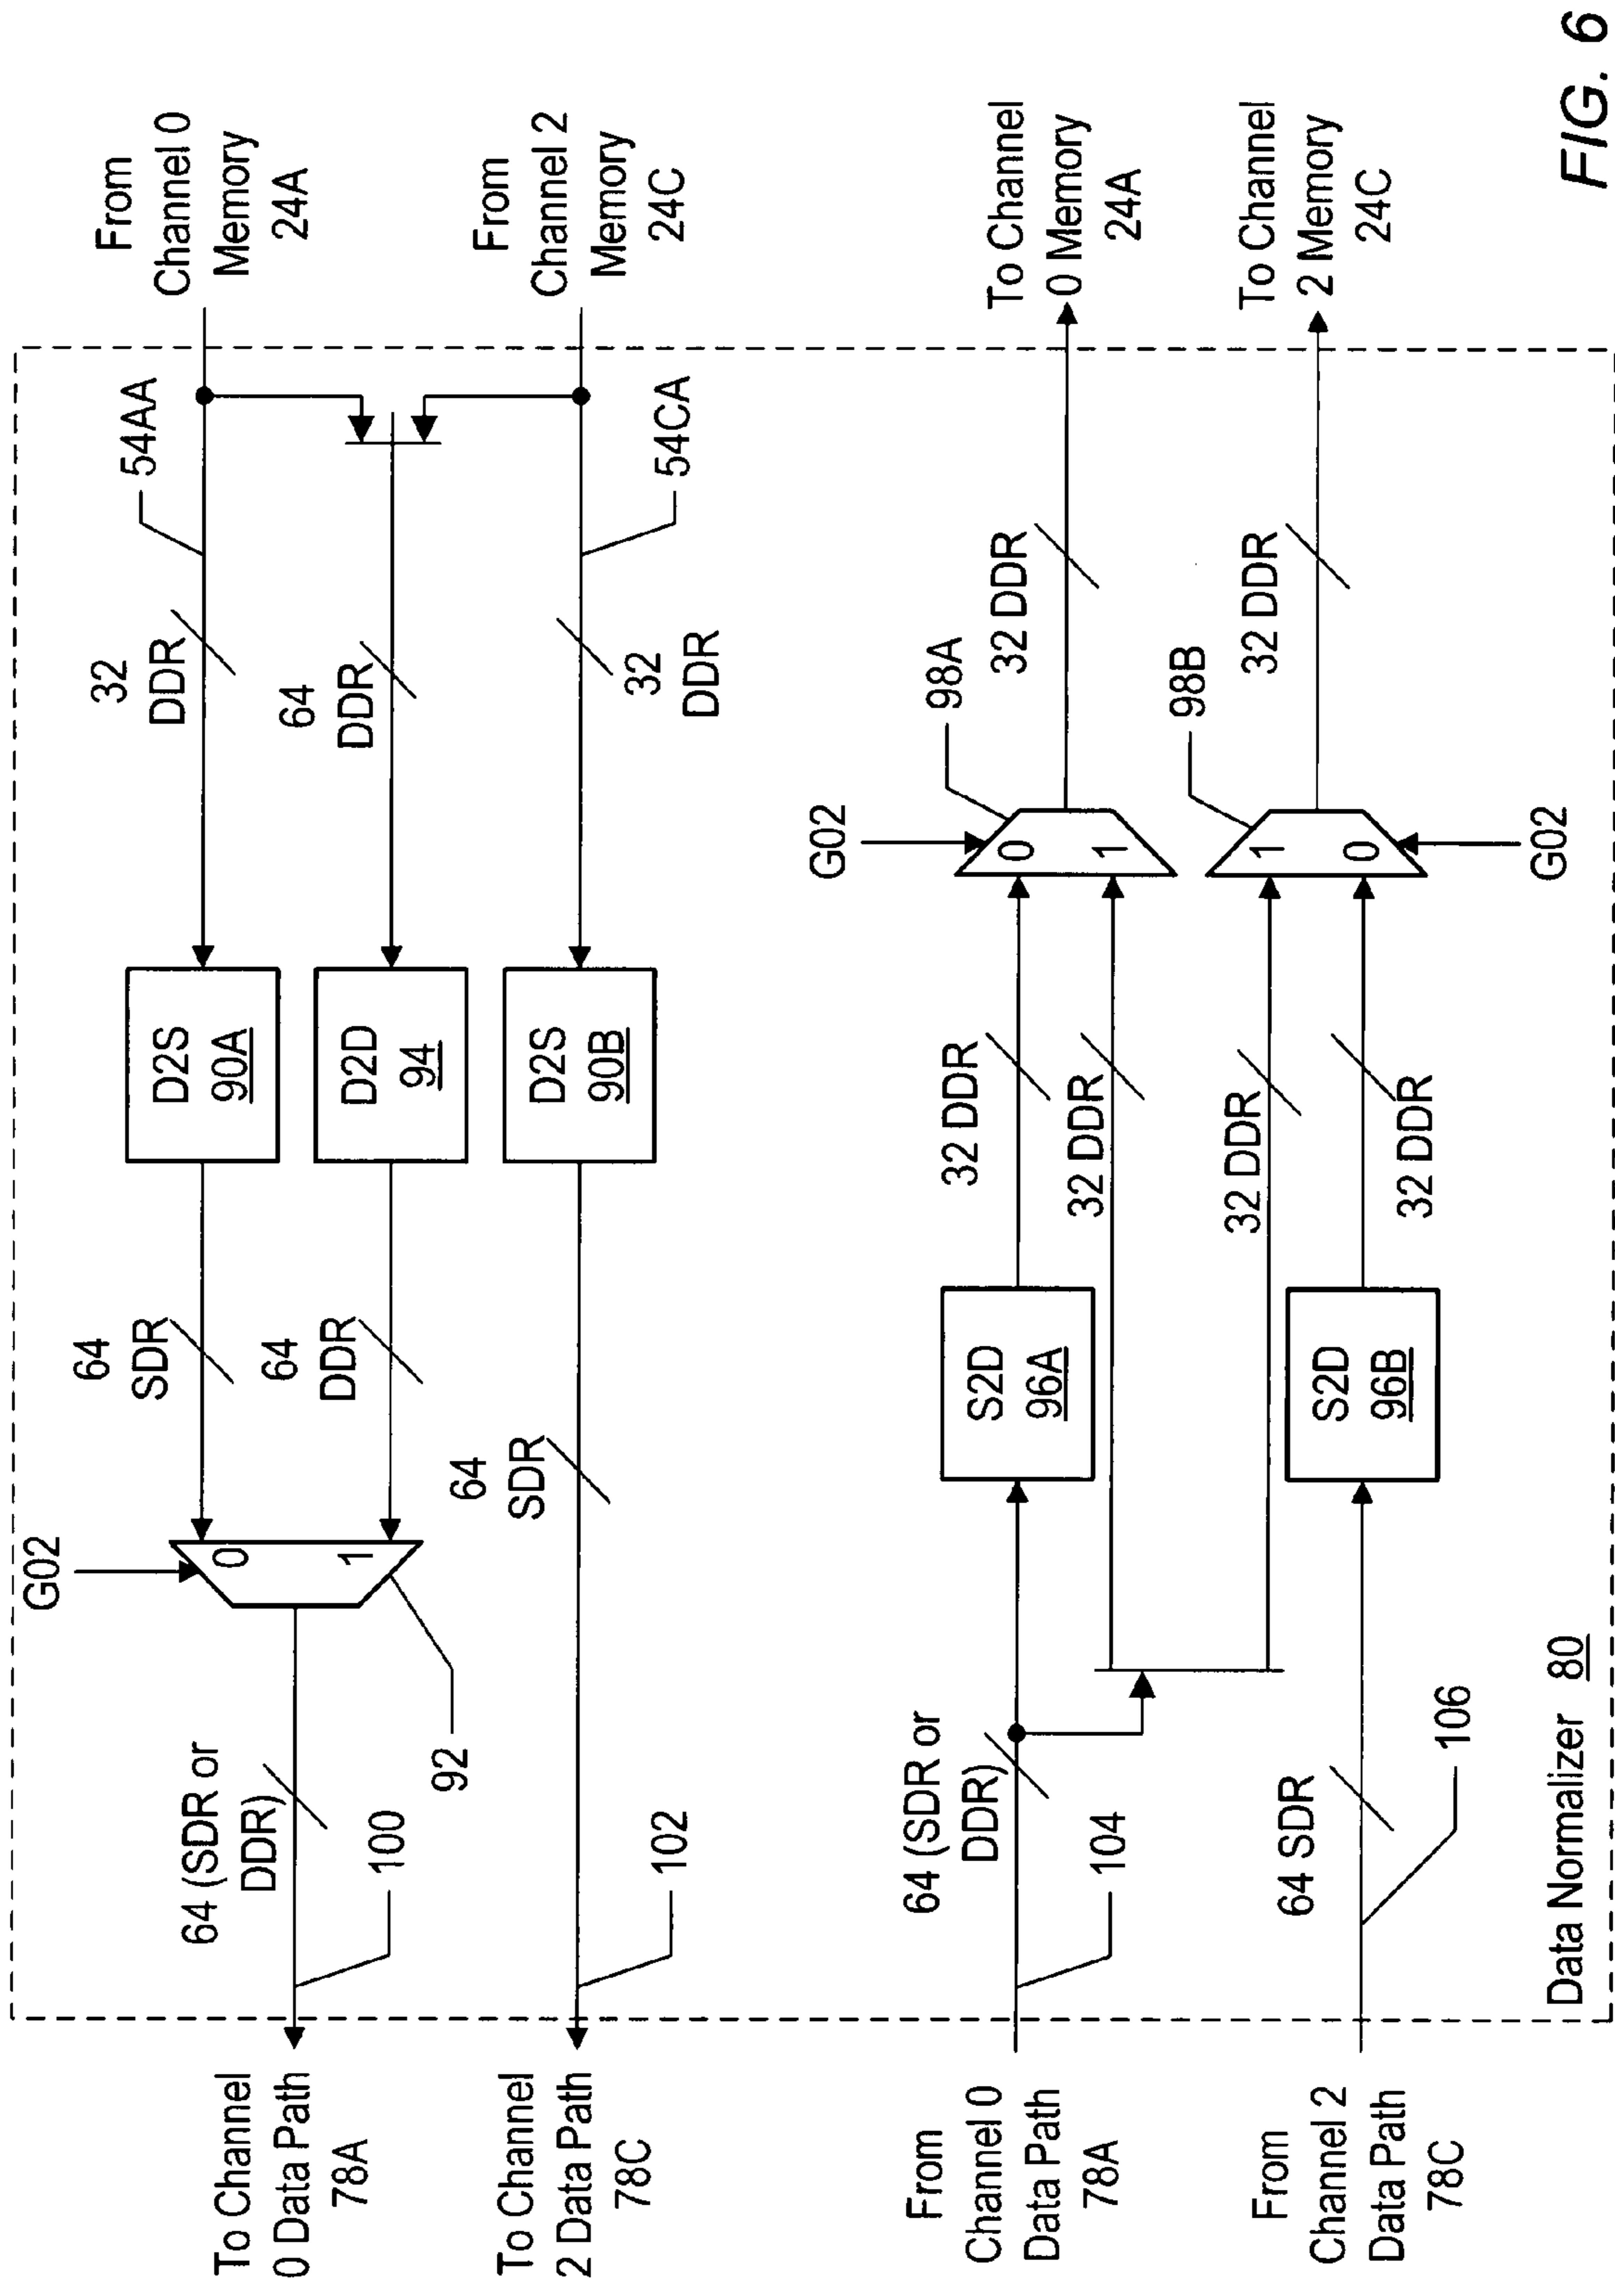 From
Channel 0
Memory
24A
From
Channel 2
Memory
24C
54AA
54CA
32
DDR
64
DDR
32
DDR
D2S
90A
D2D
94
D2S
90B
64
SDR
64
DDR
64
SDR
G02
0
1
92
64 (SDR or
DDR)
100
102
To Channel
0 Data Path
78A
To Channel
2 Data Path
78C
To Channel
0 Memory
24A
To Channel
2 Memory
24C
32 DDR
32 DDR
98A
98B
G02
0
1
1
0
G02
32 DDR
32 DDR
32 DDR
32 DDR
S2D
96A
S2D
96B
64 (SDR or
DDR)
104
64 SDR
106
From
Channel 0
Data Path
78A
From
Channel 2
Data Path
78C
Data Normalizer 80
FIG. 6